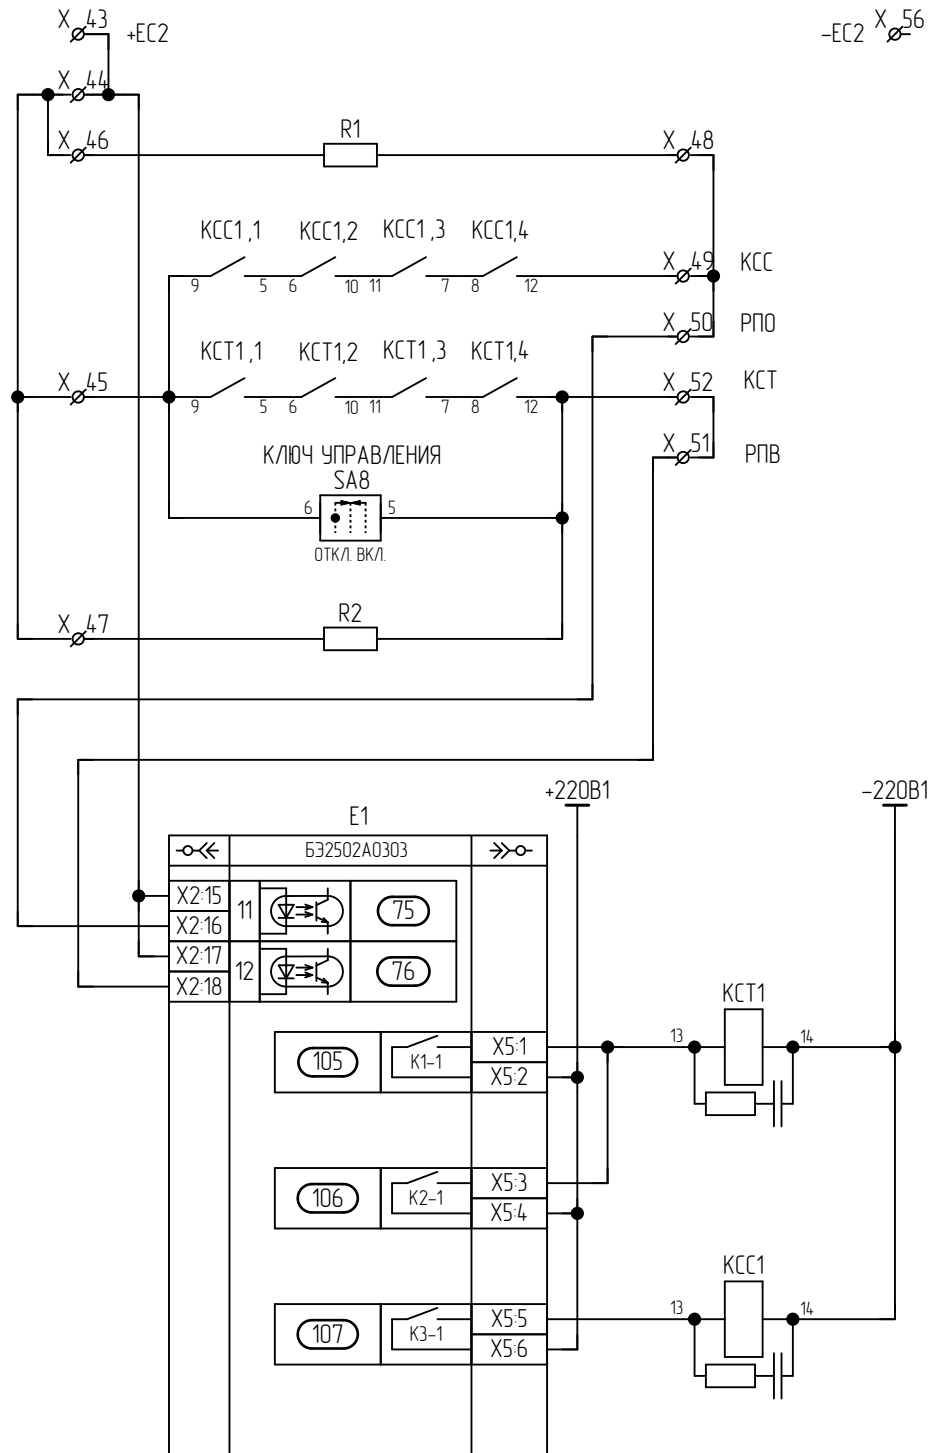 X 43 +EC2 -EC2 X 56
X 44
X 46 R1 X 48
КСС1,1 КСС1,2 КСС1,3 КСС1,4 X 49 КСС
9 5 6 10 11 7 8 12
X 50 РПО
КСТ1,1 КСТ1,2 КСТ1,3 КСТ1,4 X 52 КСТ
X 45
9 5 6 10 11 7 8 12
КЛЮЧ УПРАВЛЕНИЯ X 51 РПВ
SA8
6 5
ОТКЛ. ВКЛ.
X 47 R2
+220В1 -220В1
E1
БЭ2502А0303
X2:15
11 75
X2:16
X2:17
12 76
X2:18
КСТ1
105 K1-1 X5:1 13 14
X5:2
106 K2-1 X5:3
X5:4
КСС1
107 K3-1 X5:5 13 14
X5:6